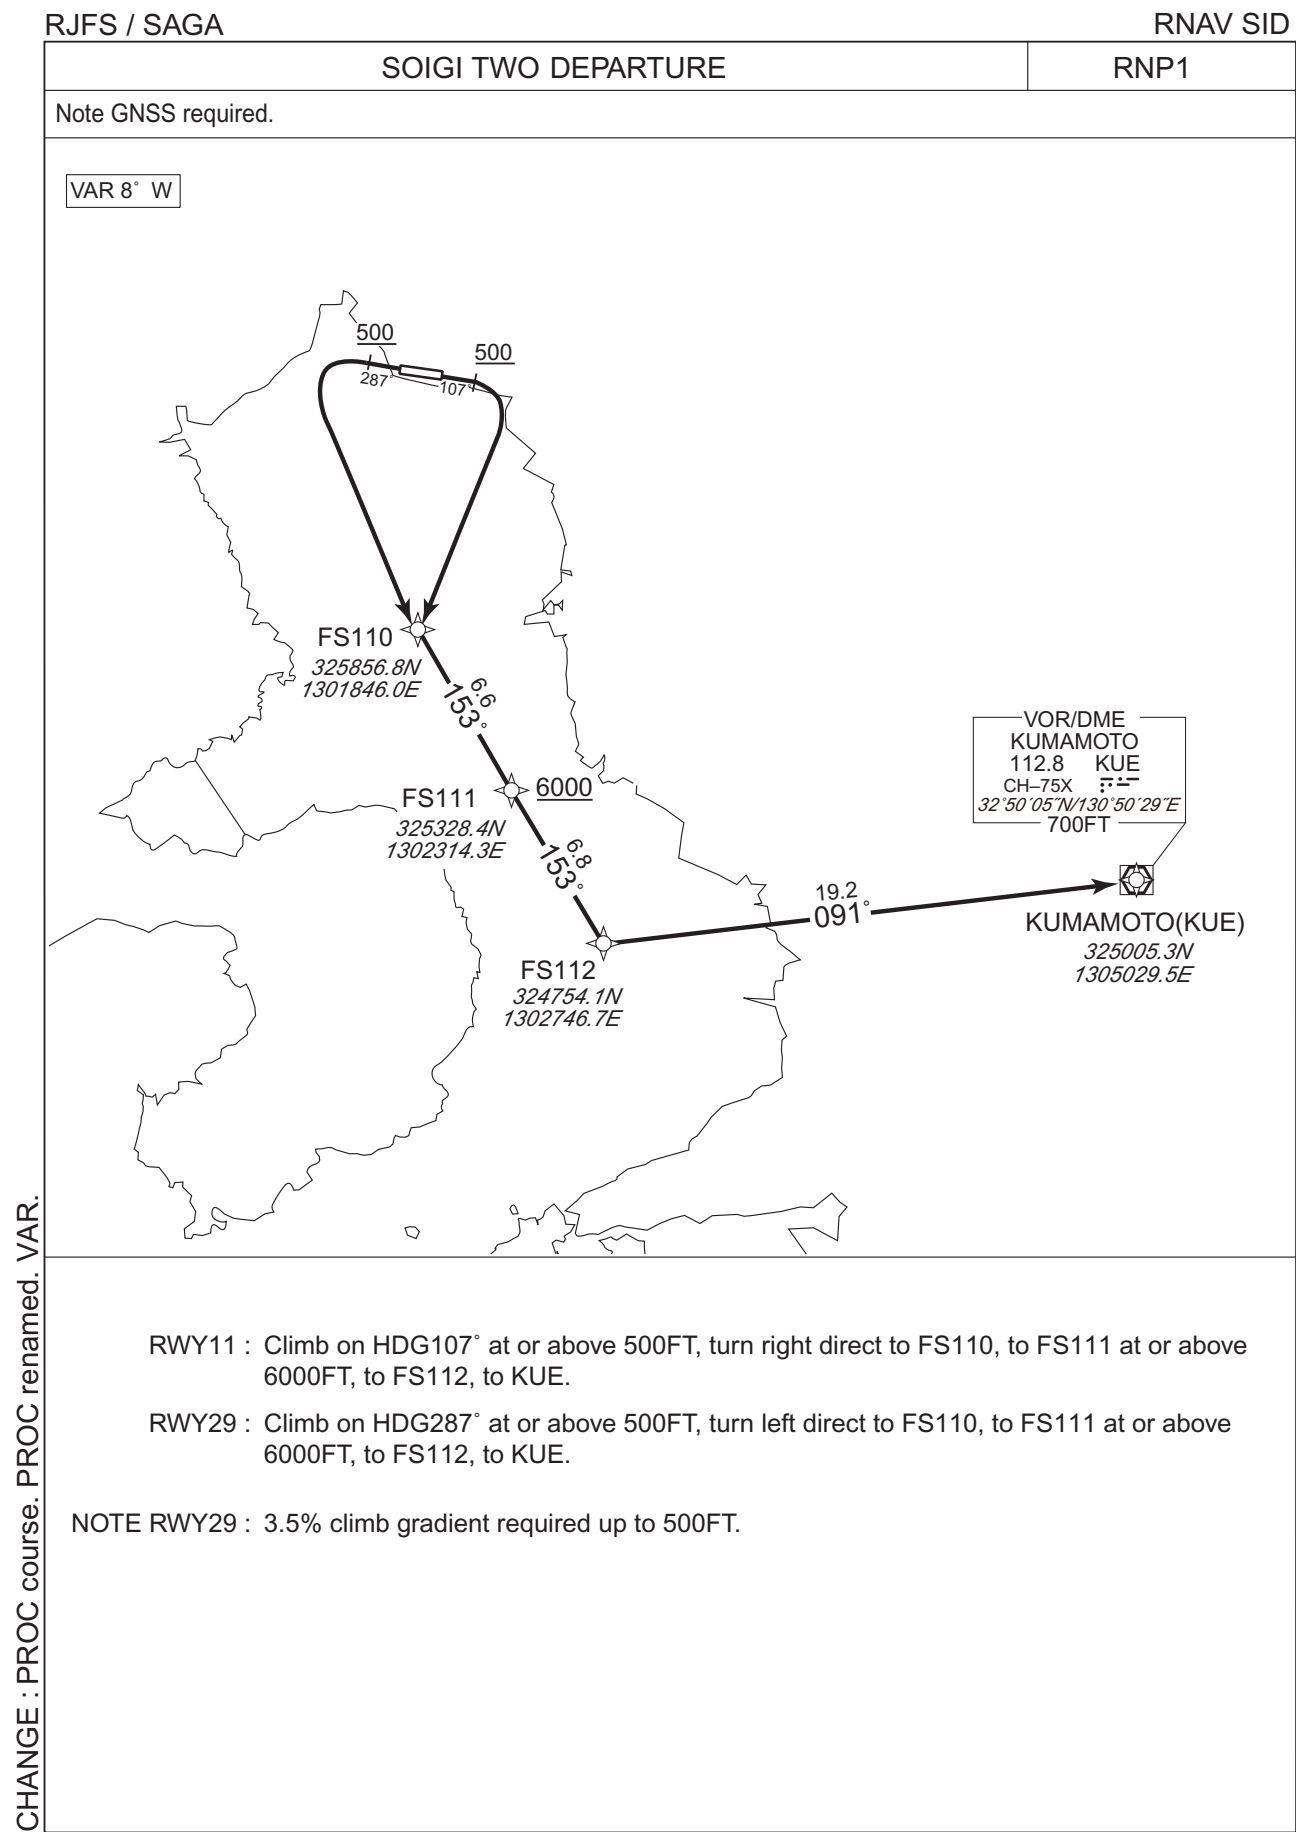 RJFS / SAGA
RNAV SID
SOIGI TWO DEPARTURE
RNP1
Note GNSS required.
VAR 8° W
500
500
287°
107°
FS110
325856.8N
1301846.0E
6.6
153°
FS111
325328.4N
1302314.3E
6000
6.8
153°
FS112
324754.1N
1302746.7E
19.2
091°
VOR/DME
KUMAMOTO
112.8 KUE
CH–75X
32°50´05˝N/130°50´29˝E
700FT
KUMAMOTO(KUE)
325005.3N
1305029.5E
RWY11 : Climb on HDG107° at or above 500FT, turn right direct to FS110, to FS111 at or above
6000FT, to FS112, to KUE.
RWY29 : Climb on HDG287° at or above 500FT, turn left direct to FS110, to FS111 at or above
6000FT, to FS112, to KUE.
NOTE RWY29 : 3.5% climb gradient required up to 500FT.
CHANGE : PROC course. PROC renamed. VAR.